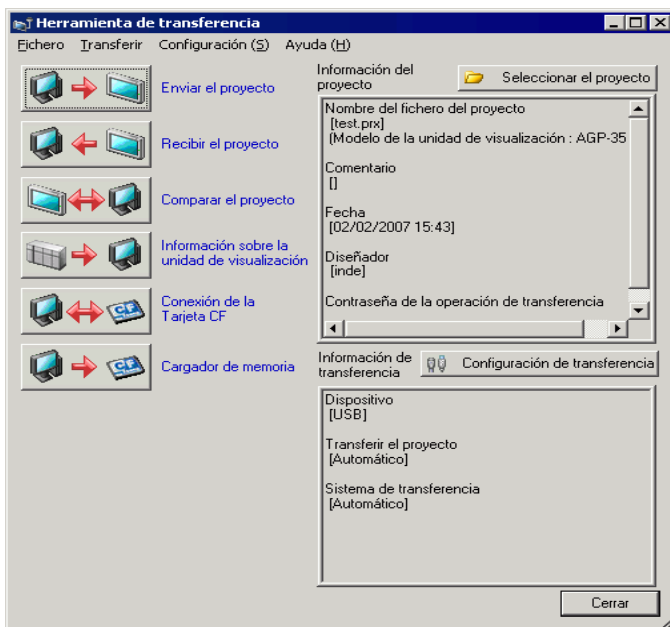 Herramienta de transferencia
Fichero Transferir Configuración (S) Ayuda (H)
Enviar el proyecto
Recibir el proyecto
Comparar el proyecto
Información sobre la
unidad de visualización
Conexión de la
Tarjeta CF
Cargador de memoria
Información del
proyecto
Seleccionar el proyecto
Nombre del fichero del proyecto
[test.prx]
(Modelo de la unidad de visualización : AGP-35
Comentario
[]
Fecha
[02/02/2007 15:43]
Diseñador
[inde]
Contraseña de la operación de transferencia
Información de
transferencia
Configuración de transferencia
Dispositivo
[USB]
Transferir el proyecto
[Automático]
Sistema de transferencia
[Automático]
Cerrar